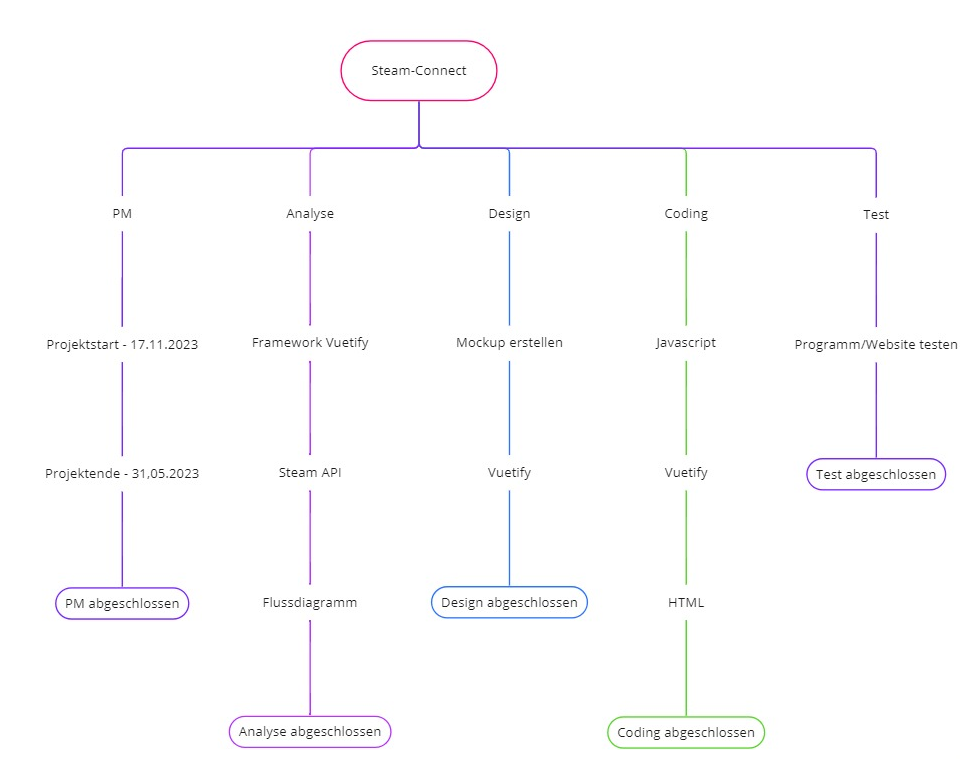 Steam-Connect
PM
Analyse
Design
Coding
Test
Projektstart - 17.11.2023
Framework Vuetify
Mockup erstellen
Javascript
Programm/Website testen
Projektende - 31,05.2023
Steam API
Vuetify
Vuetify
Test abgeschlossen
PM abgeschlossen
Flussdiagramm
Design abgeschlossen
HTML
Analyse abgeschlossen
Coding abgeschlossen